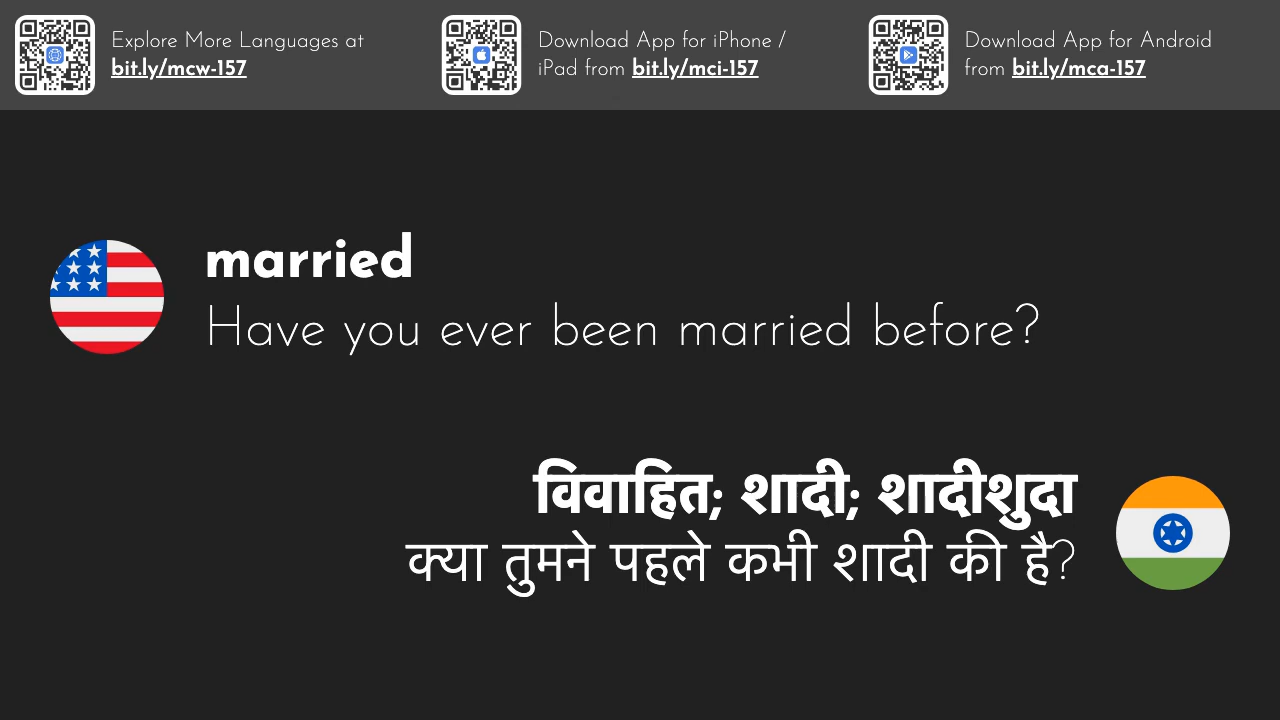 Explore More Languages at
bit.ly/mcw-157
Download App for iPhone /
iPad from bit.ly/mci-157
Download App for Android
from bit.ly/mca-157
married
Have you ever been married before?
विवाहित; शादी; शादीशुदा
क्या तुमने पहले कभी शादी की है?